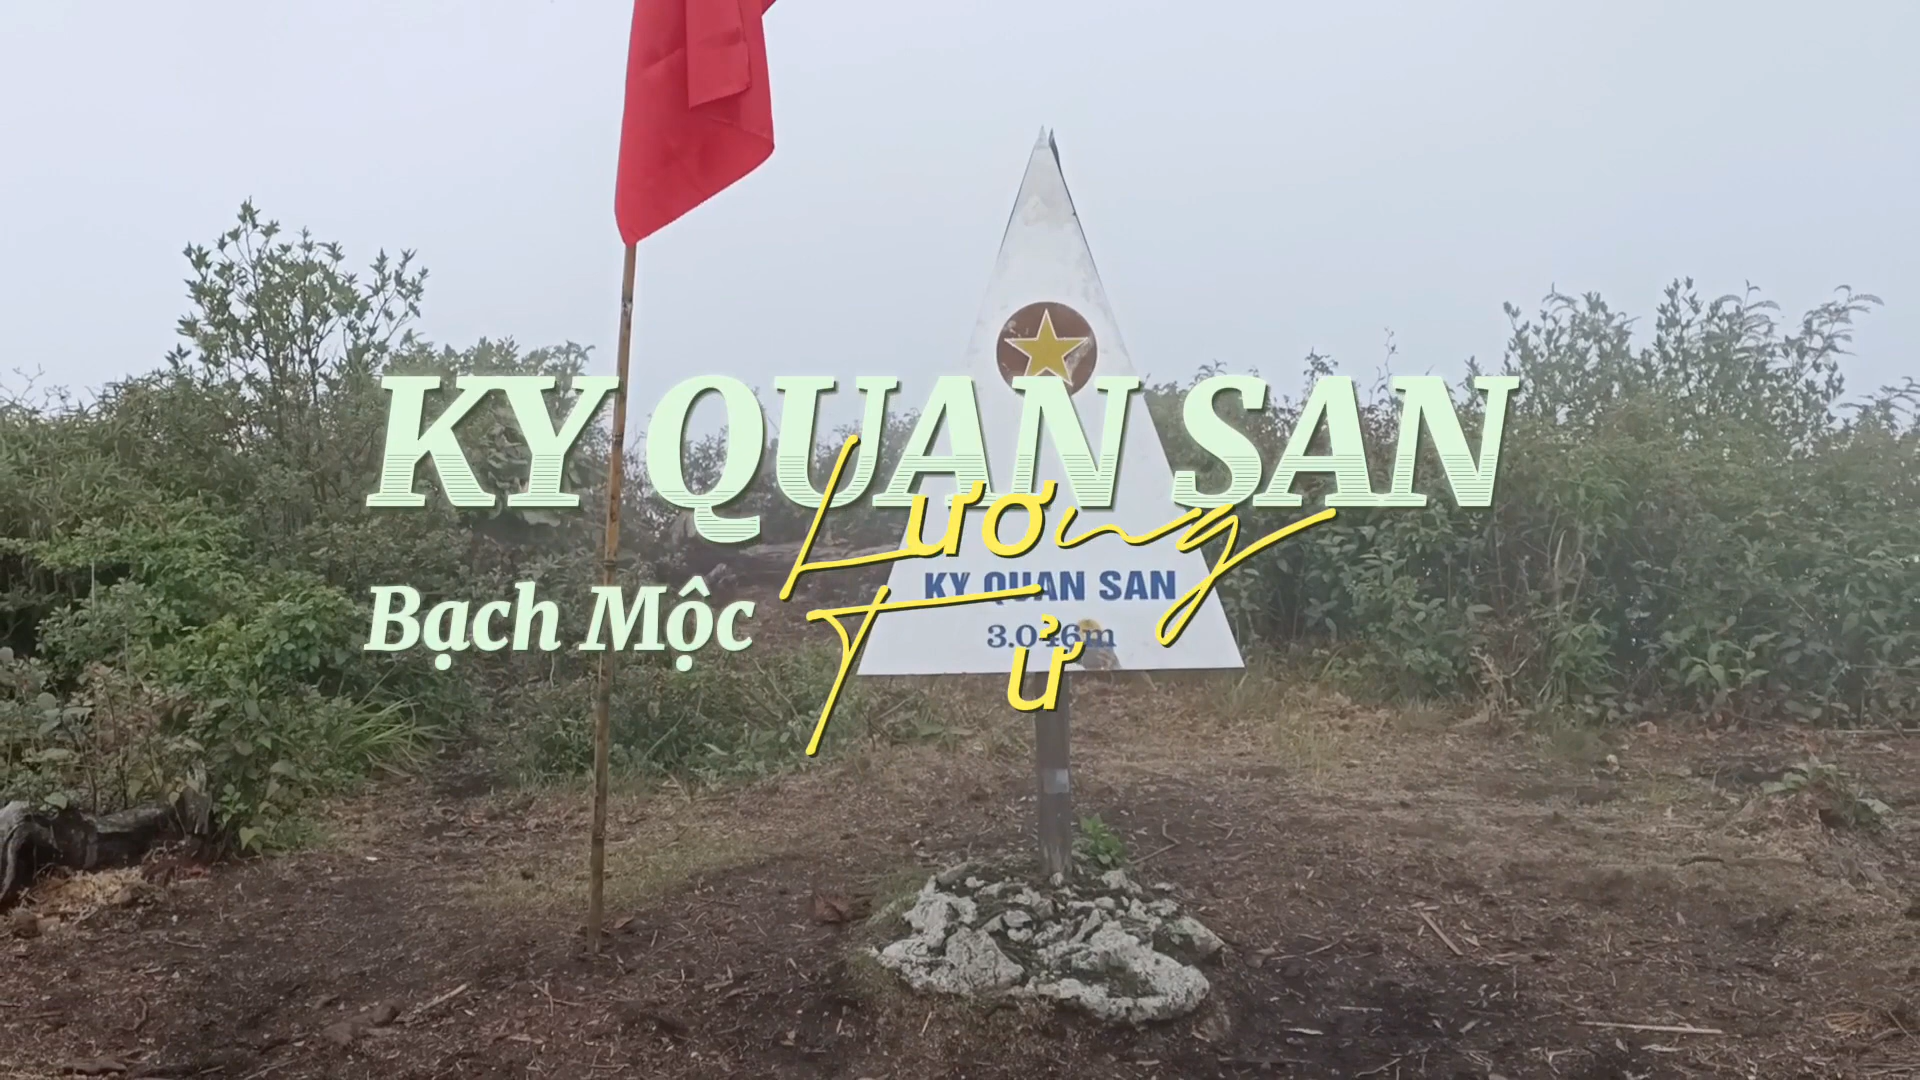 KY QUAN SAN
Bạch Mộc
Lương
Tử
KY QUAN SAN
3.046m